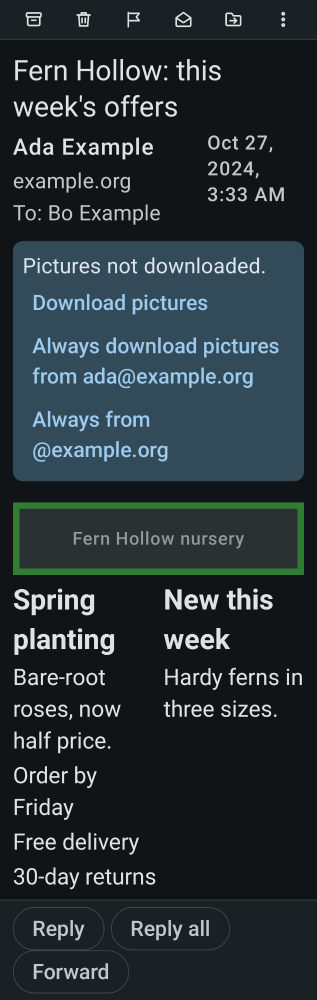 Fern Hollow: this
week's offers
Ada Example
example.org
To: Bo Example
Oct 27,
2024,
3:33 AM
Pictures not downloaded.
Download pictures
Always download pictures
from ada@example.org
Always from
@example.org
Fern Hollow nursery
Spring
planting
Bare-root
roses, now
half price.
Order by
Friday
Free delivery
30-day returns
New this
week
Hardy ferns in
three sizes.
Reply
Reply all
Forward